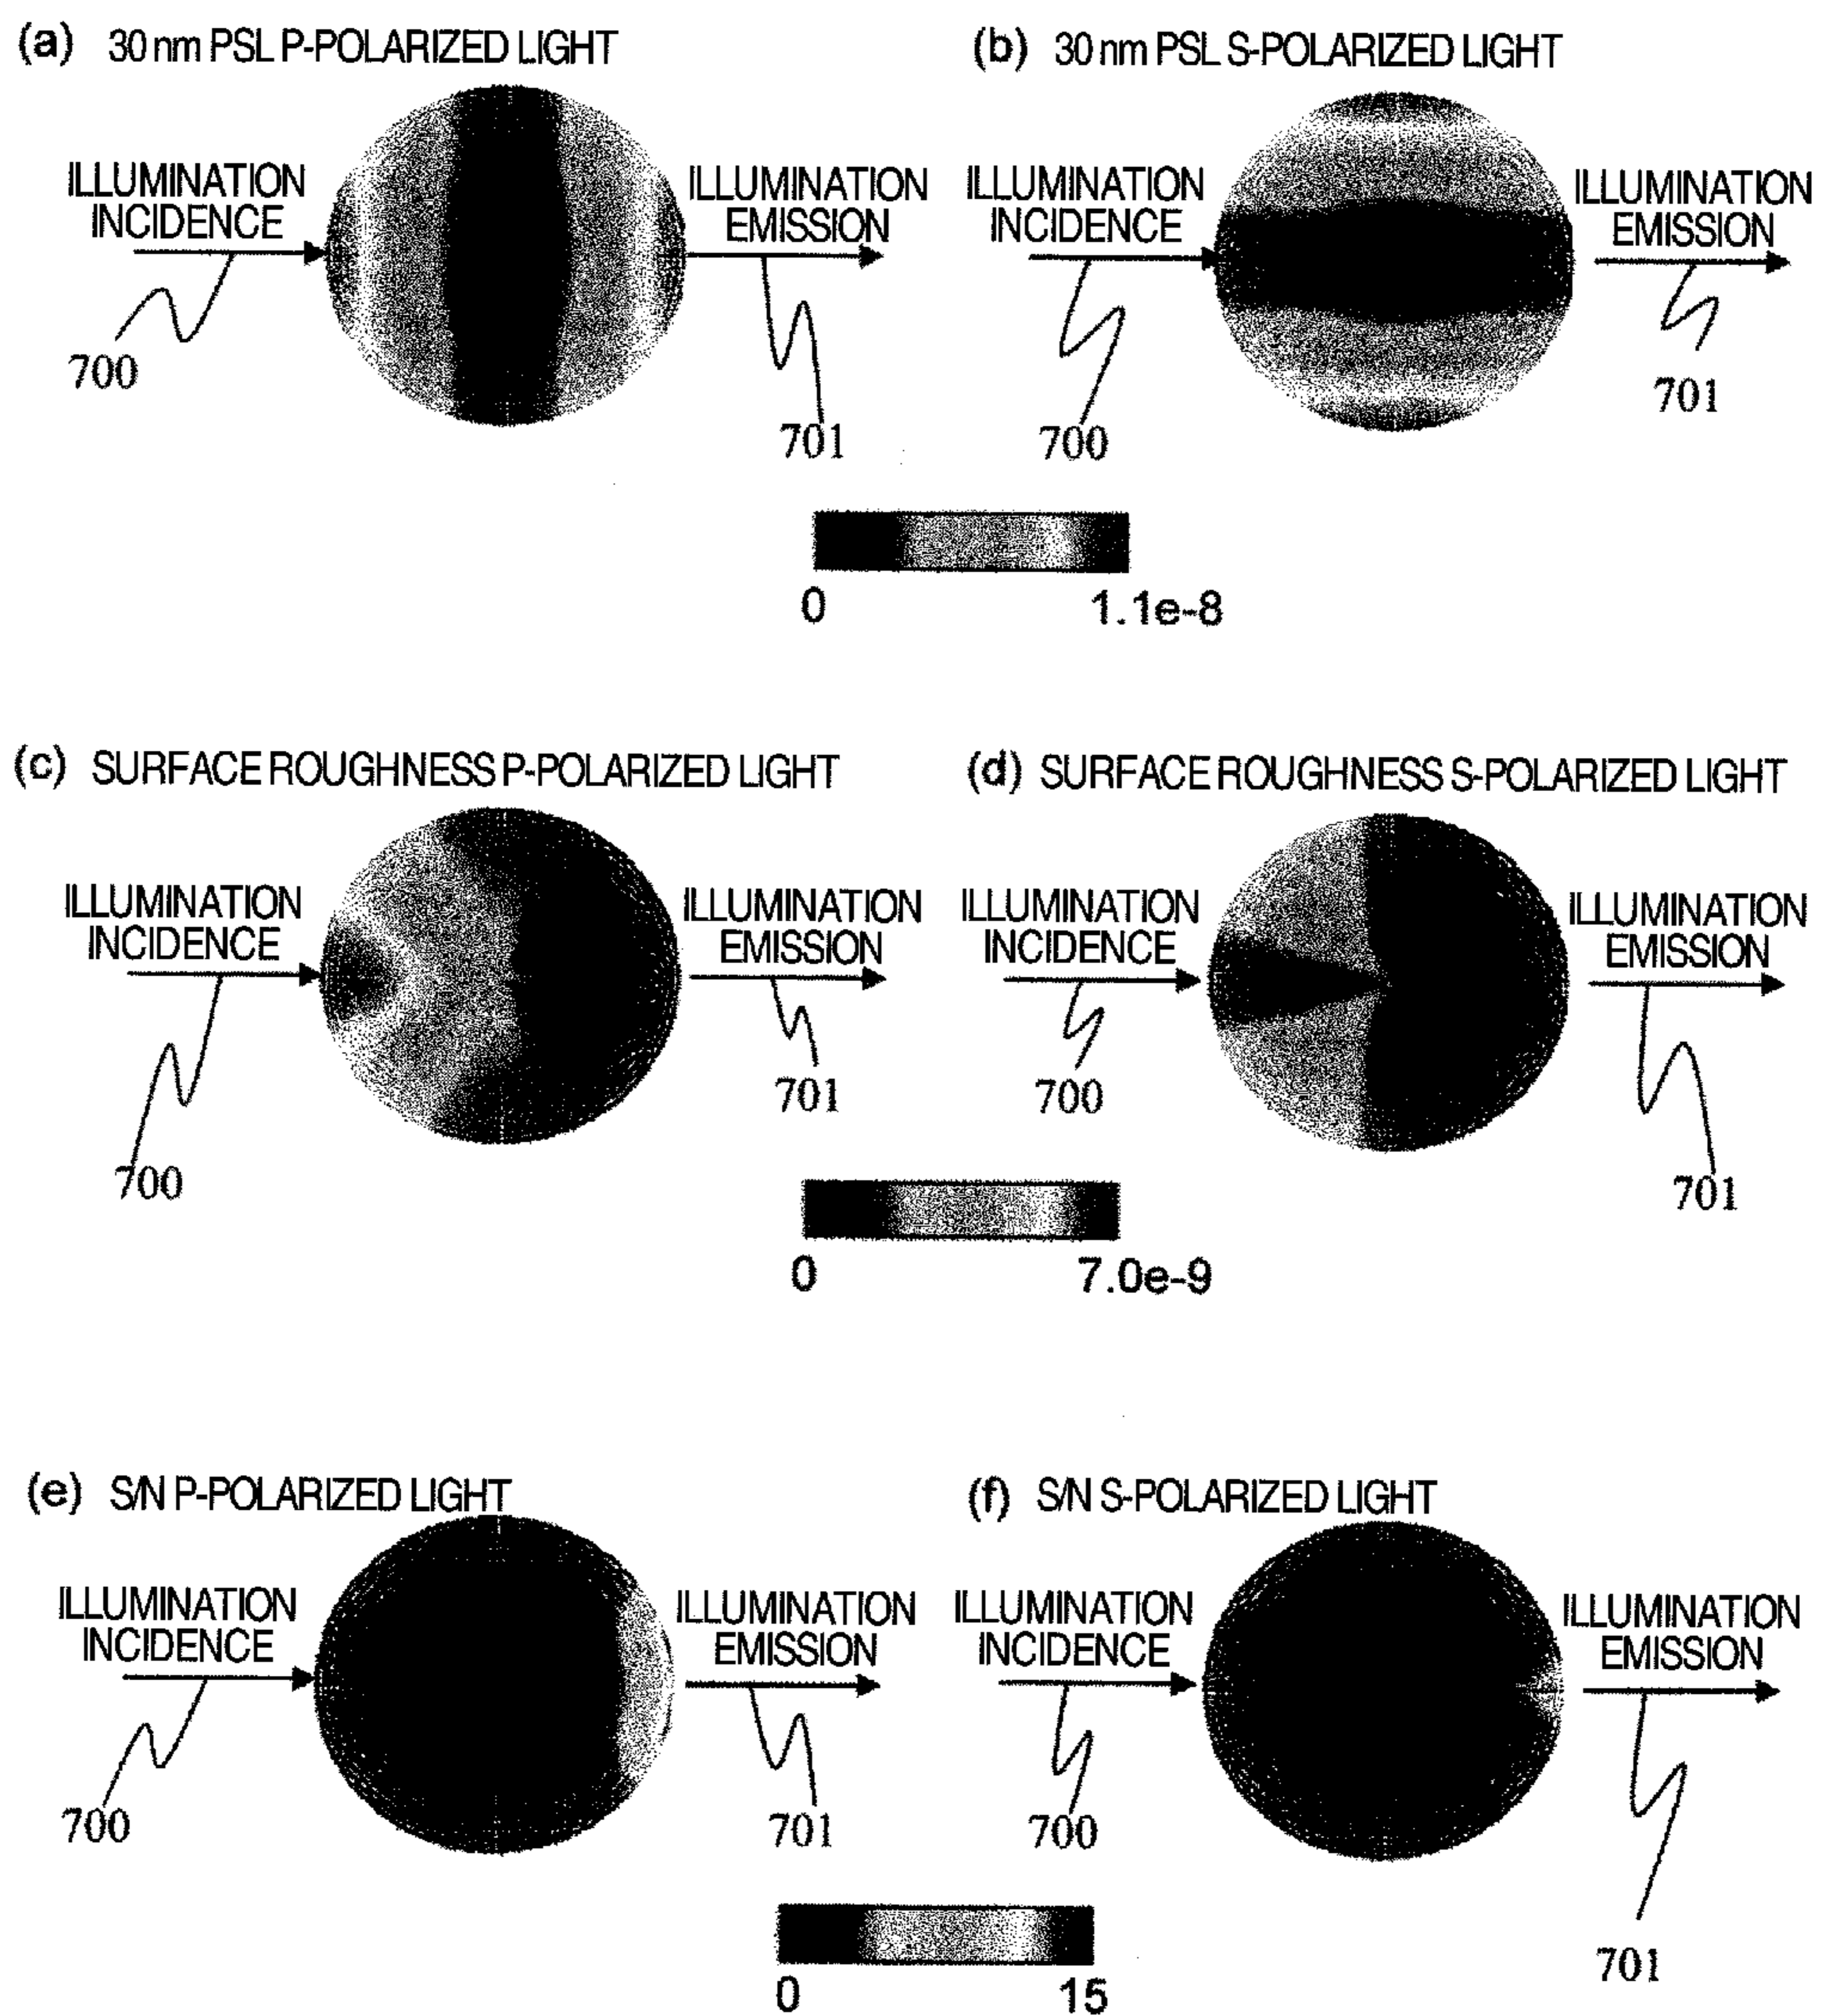 (a) 30 nm PSL P-POLARIZED LIGHT
ILLUMINATION
INCIDENCE
700
ILLUMINATION
EMISSION
701
(b) 30 nm PSL S-POLARIZED LIGHT
ILLUMINATION
INCIDENCE
700
ILLUMINATION
EMISSION
701
0 1.1e-8
(c) SURFACE ROUGHNESS P-POLARIZED LIGHT
ILLUMINATION
INCIDENCE
700
ILLUMINATION
EMISSION
701
(d) SURFACE ROUGHNESS S-POLARIZED LIGHT
ILLUMINATION
INCIDENCE
700
ILLUMINATION
EMISSION
701
0 7.0e-9
(e) S/N P-POLARIZED LIGHT
ILLUMINATION
INCIDENCE
700
ILLUMINATION
EMISSION
701
(f) S/N S-POLARIZED LIGHT
ILLUMINATION
INCIDENCE
700
ILLUMINATION
EMISSION
701
0 15